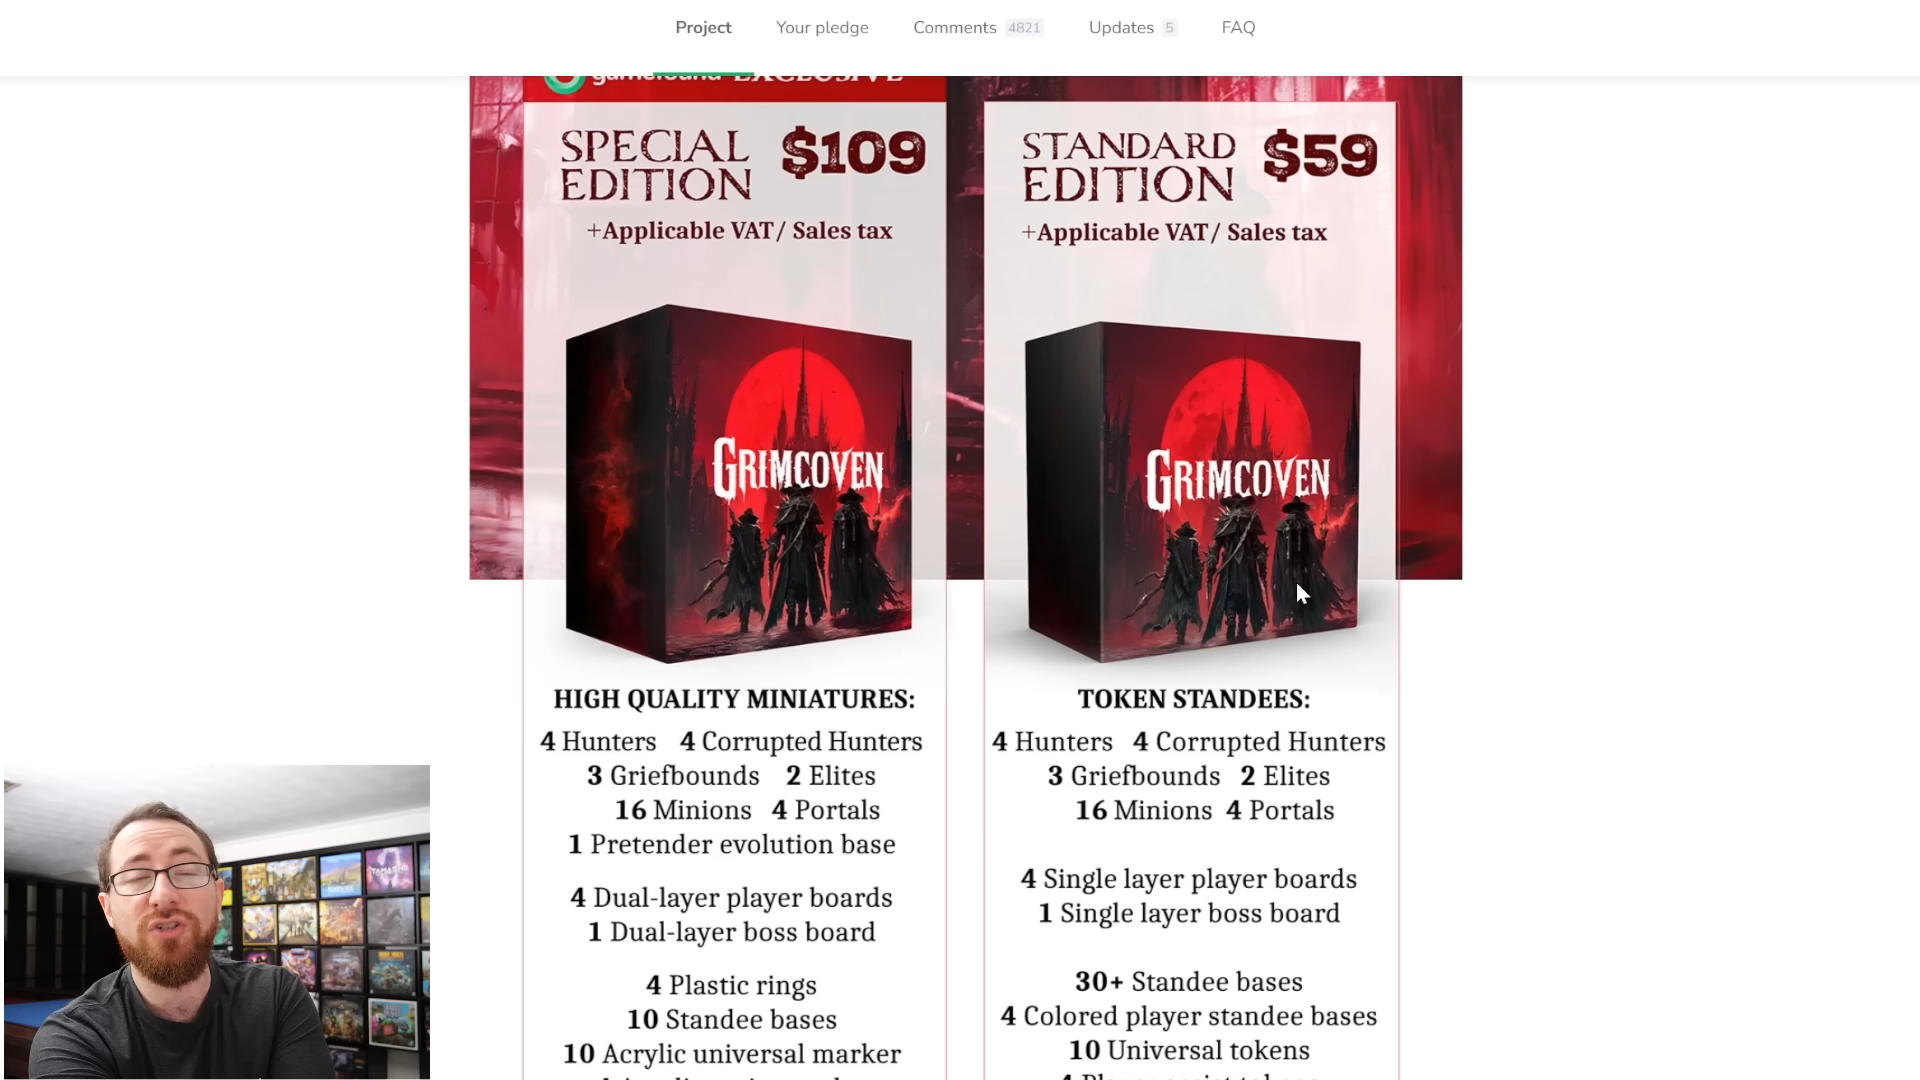 Project Your pledge Comments 4821 Updates 5 FAQ
EXCLUSIVE
SPECIAL EDITION $109
+Applicable VAT/ Sales tax
GRIMCOVEN
HIGH QUALITY MINIATURES:
4 Hunters 4 Corrupted Hunters
3 Griefbounds 2 Elites
16 Minions 4 Portals
1 Pretender evolution base
4 Dual-layer player boards
1 Dual-layer boss board
4 Plastic rings
10 Standee bases
10 Acrylic universal marker
STANDARD EDITION $59
+Applicable VAT/ Sales tax
GRIMCOVEN
TOKEN STANDEES:
4 Hunters 4 Corrupted Hunters
3 Griefbounds 2 Elites
16 Minions 4 Portals
4 Single layer player boards
1 Single layer boss board
30+ Standee bases
4 Colored player standee bases
10 Universal tokens